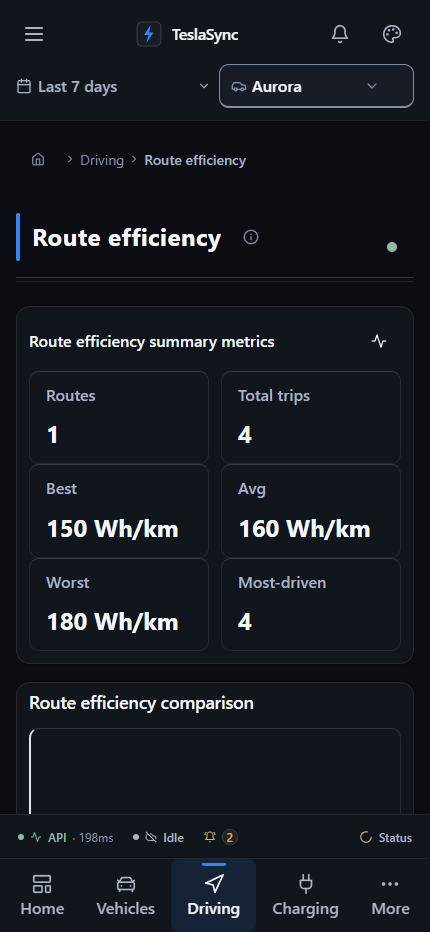 TeslaSync
Last 7 days
Aurora
Driving
Route efficiency
Route efficiency
Route efficiency summary metrics
Routes
1
Total trips
4
Best
150 Wh/km
Avg
160 Wh/km
Worst
180 Wh/km
Most-driven
4
Route efficiency comparison
API · 198ms
Idle
2
Status
Home
Vehicles
Driving
Charging
More